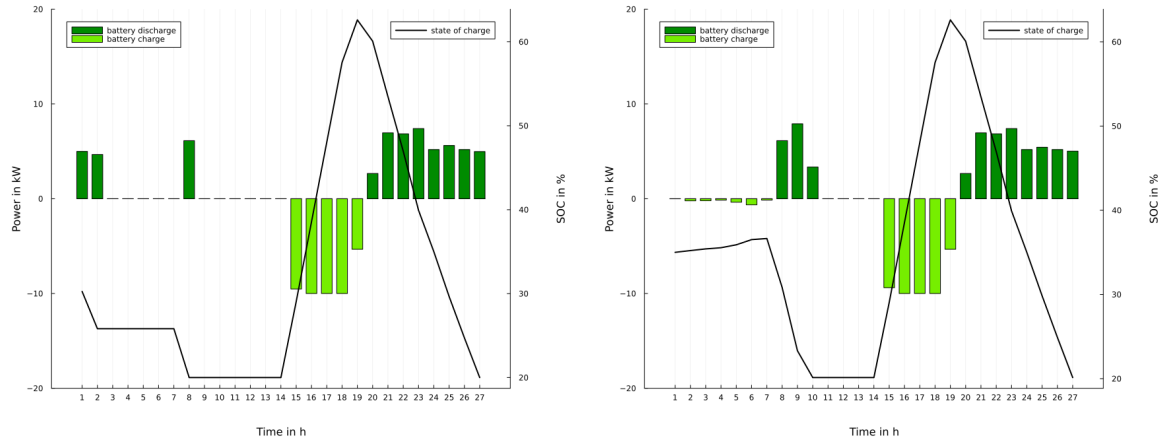 20
10
0
−10
−20
Power in kW
battery discharge
battery charge
state of charge
60
50
40
30
20
SOC in %
1 2 3 4 5 6 7 8 9 10 11 12 13 14 15 16 17 18 19 20 21 22 23 24 25 26 27
Time in h
20
10
0
−10
−20
Power in kW
battery discharge
battery charge
state of charge
60
50
40
30
20
SOC in %
1 2 3 4 5 6 7 8 9 10 11 12 13 14 15 16 17 18 19 20 21 22 23 24 25 26 27
Time in h